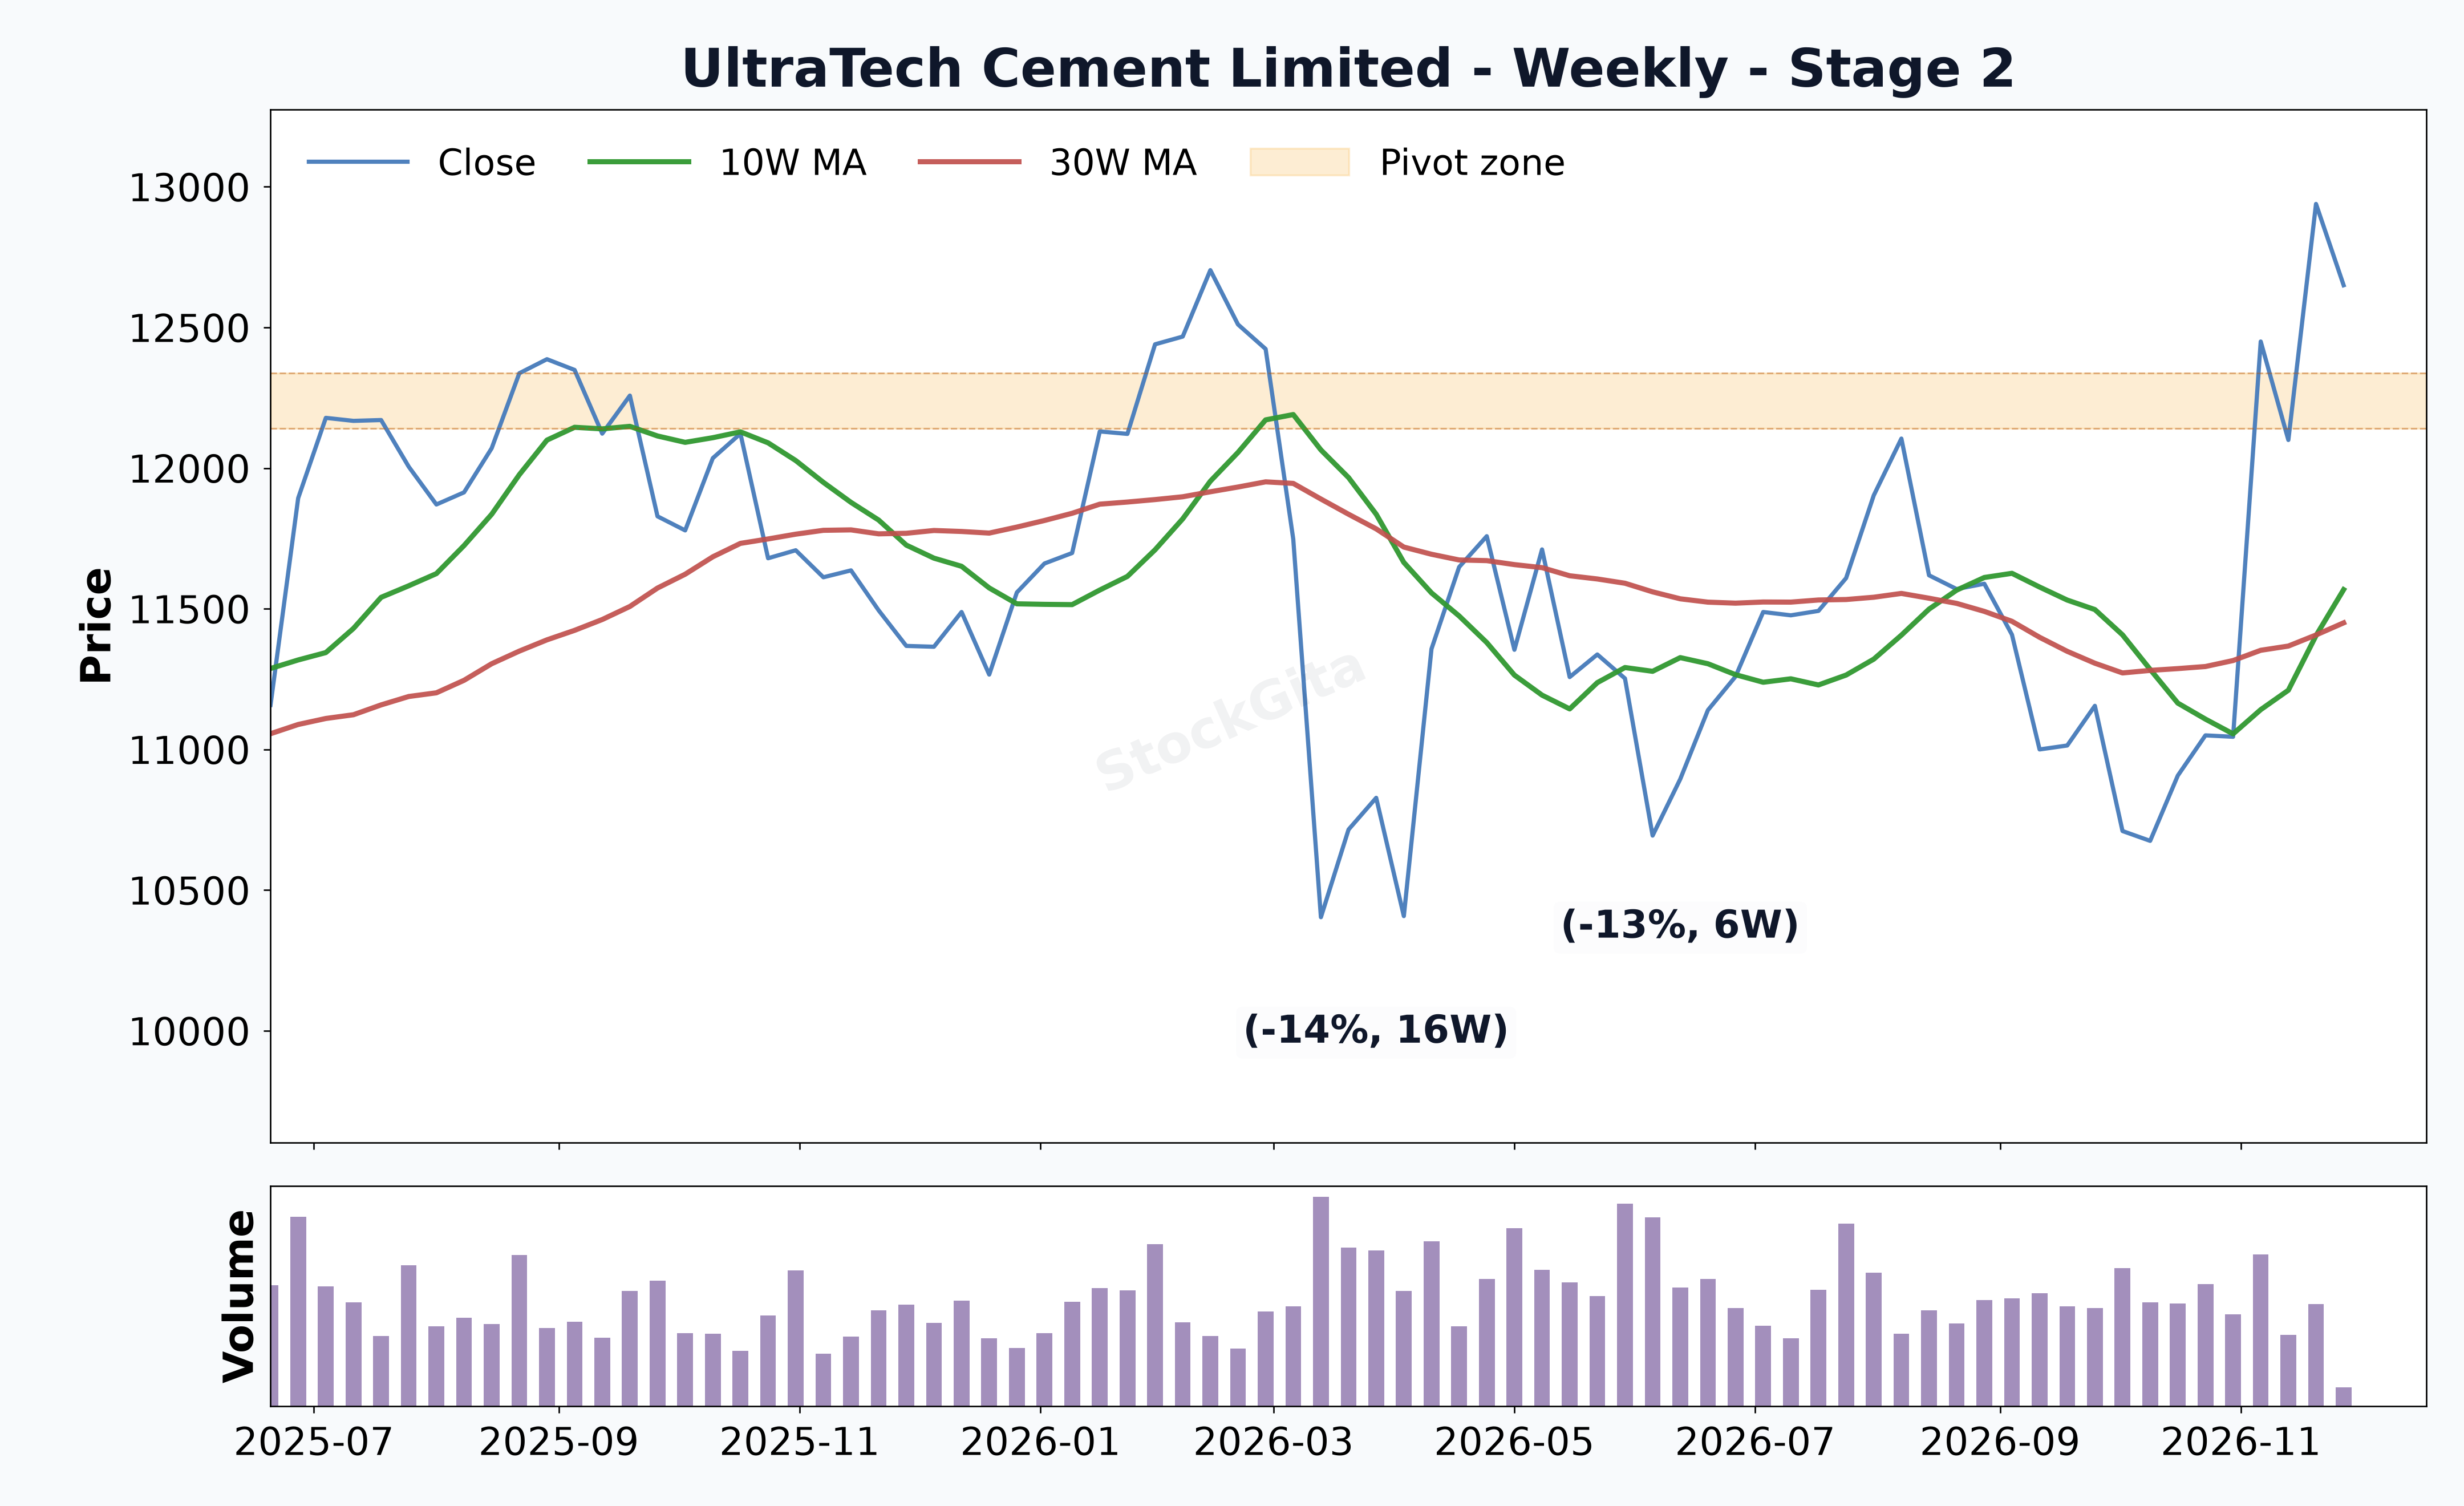 UltraTech Cement Limited - Weekly - Stage 2
Close 10W MA 30W MA Pivot zone
13000
12500
12000
11500
11000
10500
10000
Price
StockGita
(-13%, 6W)
(-14%, 16W)
Volume
2025-07 2025-09 2025-11 2026-01 2026-03 2026-05 2026-07 2026-09 2026-11